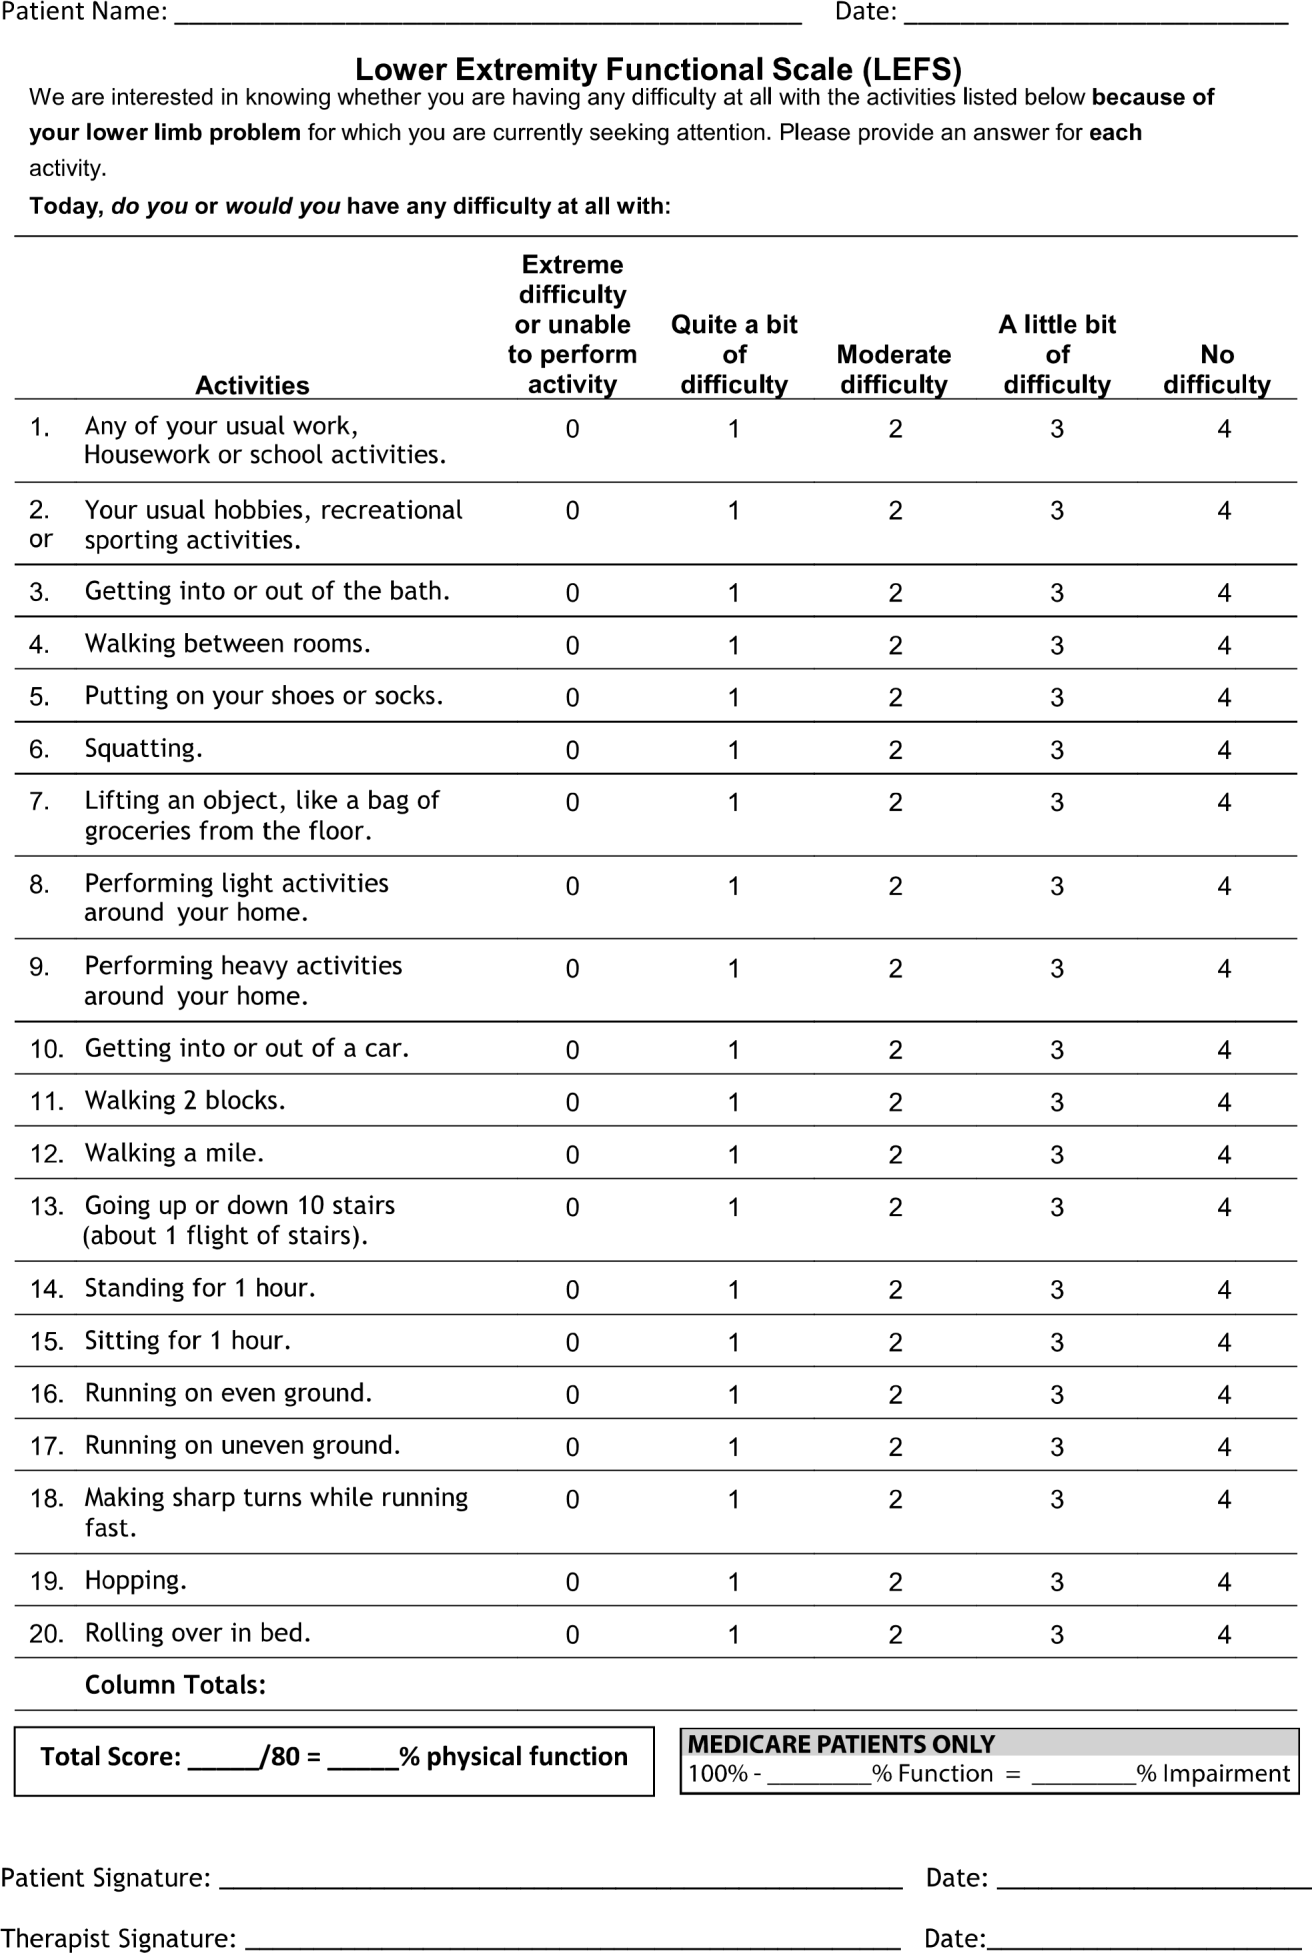 Patient Name: ______________________________________________ Date: ____________________________
Lower Extremity Functional Scale (LEFS)
We are interested in knowing whether you are having any difficulty at all with the activities listed below because of
your lower limb problem for which you are currently seeking attention. Please provide an answer for each
activity.
Today, do you or would you have any difficulty at all with:
Extreme
difficulty
or unable Quite a bit A little bit
to perform of Moderate of No
Activities activity difficulty difficulty difficulty difficulty
1. Any of your usual work, 0 1 2 3 4
Housework or school activities.
2. Your usual hobbies, recreational 0 1 2 3 4
or sporting activities.
3. Getting into or out of the bath. 0 1 2 3 4
4. Walking between rooms. 0 1 2 3 4
5. Putting on your shoes or socks. 0 1 2 3 4
6. Squatting. 0 1 2 3 4
7. Lifting an object, like a bag of 0 1 2 3 4
groceries from the floor.
8. Performing light activities 0 1 2 3 4
around your home.
9. Performing heavy activities 0 1 2 3 4
around your home.
10. Getting into or out of a car. 0 1 2 3 4
11. Walking 2 blocks. 0 1 2 3 4
12. Walking a mile. 0 1 2 3 4
13. Going up or down 10 stairs 0 1 2 3 4
(about 1 flight of stairs).
14. Standing for 1 hour. 0 1 2 3 4
15. Sitting for 1 hour. 0 1 2 3 4
16. Running on even ground. 0 1 2 3 4
17. Running on uneven ground. 0 1 2 3 4
18. Making sharp turns while running 0 1 2 3 4
fast.
19. Hopping. 0 1 2 3 4
20. Rolling over in bed. 0 1 2 3 4
Column Totals:
Total Score: _____/80 = _____% physical function
MEDICARE PATIENTS ONLY
100% - _________% Function = _________% Impairment
Patient Signature: ______________________________________________ Date: _____________________
Therapist Signature: ____________________________________________ Date:_____________________